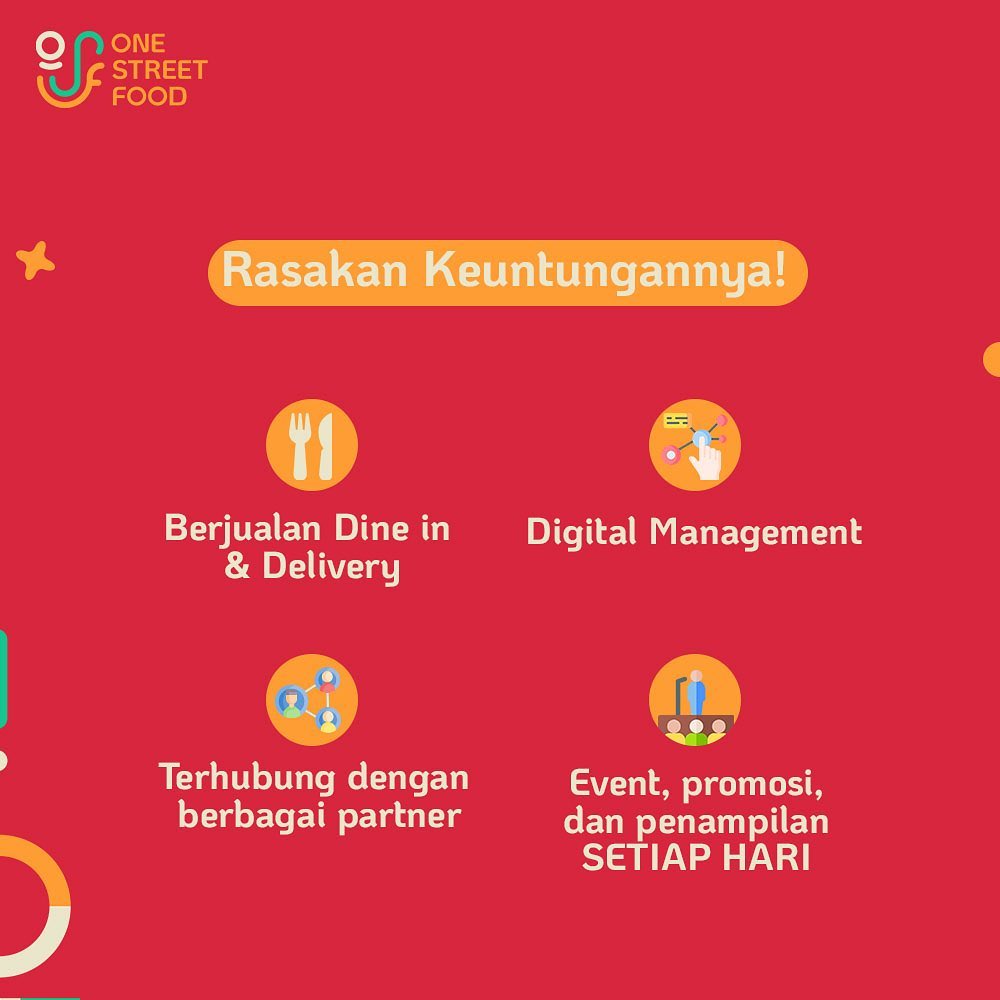 ONE
STREET
FOOD
Rasakan Keuntungannya!
Berjualan Dine in
& Delivery
Digital Management
Terhubung dengan
berbagai partner
Event, promosi,
dan penampilan
SETIAP HARI